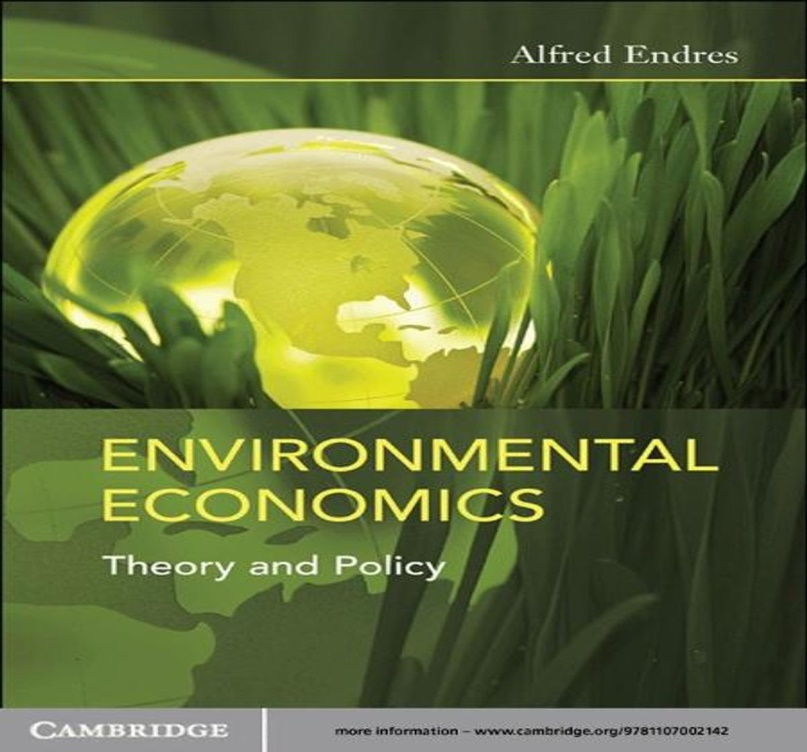 Alfred Endres
ENVIRONMENTAL
ECONOMICS
Theory and Policy
CAMBRIDGE
more information – www.cambridge.org/9781107002142